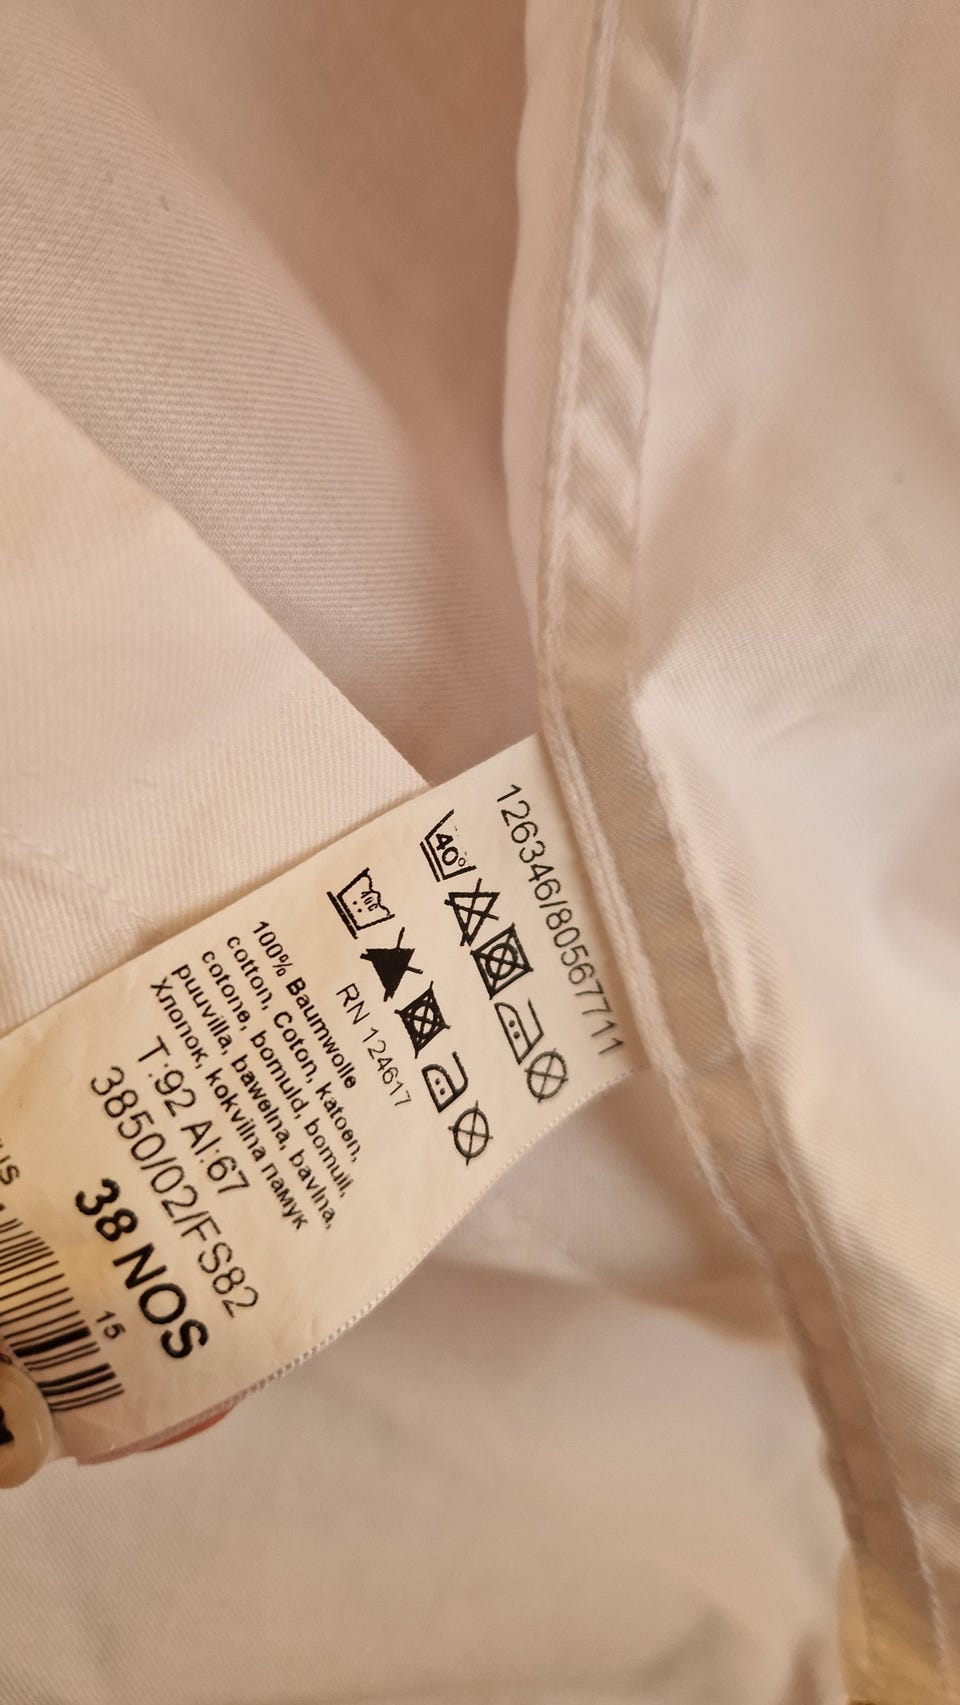 126346/80567711
40°
RN 124617
100% Baumwolle
cotton, Coton, katoen,
cotone, bomuld, bomull,
puuvilla, bawełna, bavlna,
Хлопок, kokvilna памук
T:92 Al:67
3850/02/FS82
38 NOS
15